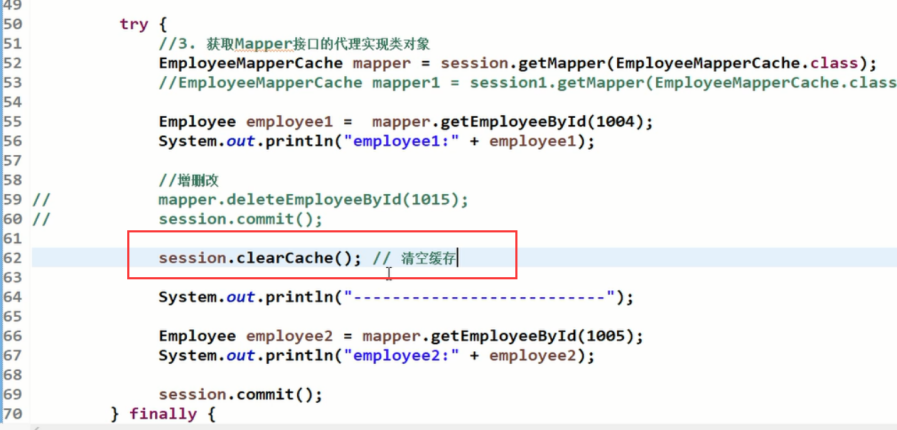 49
50 try {
51 //3. 获取Mapper接口的代理实现类对象
52 EmployeeMapperCache mapper = session.getMapper(EmployeeMapperCache.class);
53 //EmployeeMapperCache mapper1 = session1.getMapper(EmployeeMapperCache.class
54
55 Employee employee1 =  mapper.getEmployeeById(1004);
56 System.out.println("employee1:" + employee1);
57
58 //增删改
59 // mapper.deleteEmployeeById(1015);
60 // session.commit();
61
62 session.clearCache(); // 清空缓存
63
64 System.out.println("---------------------------");
65
66 Employee employee2 = mapper.getEmployeeById(1005);
67 System.out.println("employee2:" + employee2);
68
69 session.commit();
70 } finally {